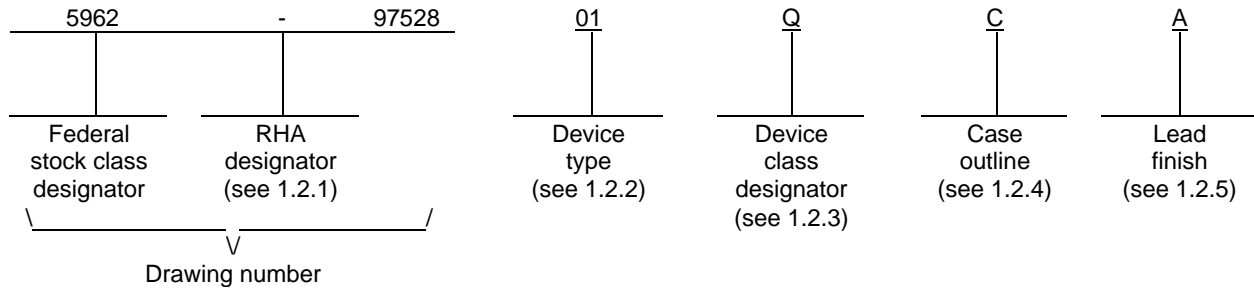 5962 - 97528 01 Q C A
Federal stock class designator
RHA designator (see 1.2.1)
Device type (see 1.2.2)
Device class designator (see 1.2.3)
Case outline (see 1.2.4)
Lead finish (see 1.2.5)
\ /
\/
Drawing number